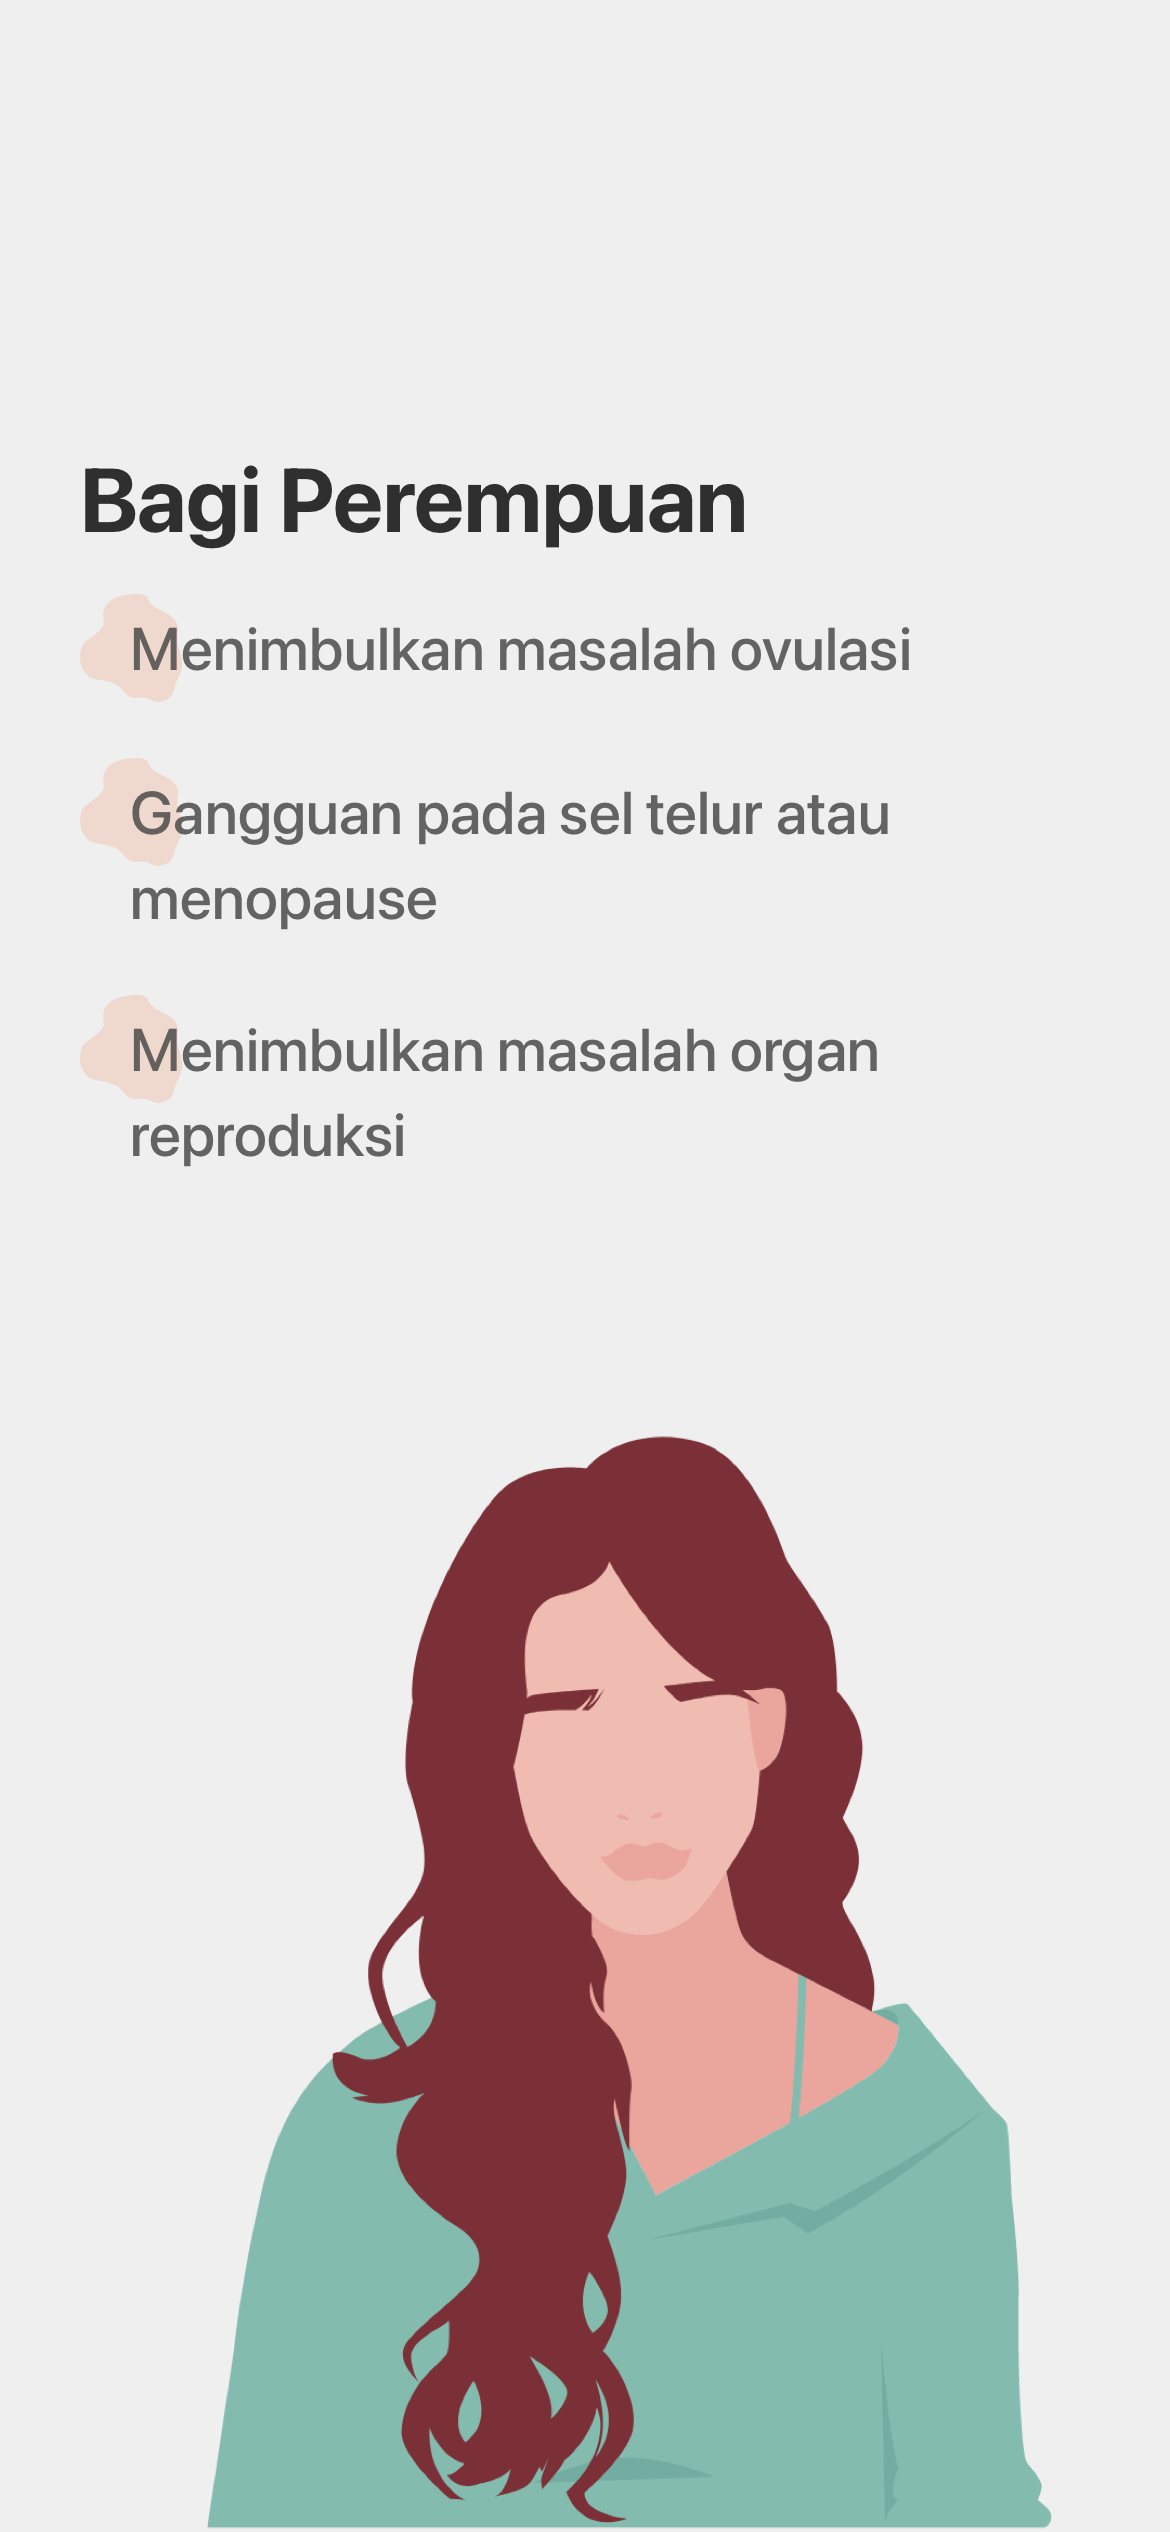 Bagi Perempuan
Menimbulkan masalah ovulasi
Gangguan pada sel telur atau
menopause
Menimbulkan masalah organ
reproduksi